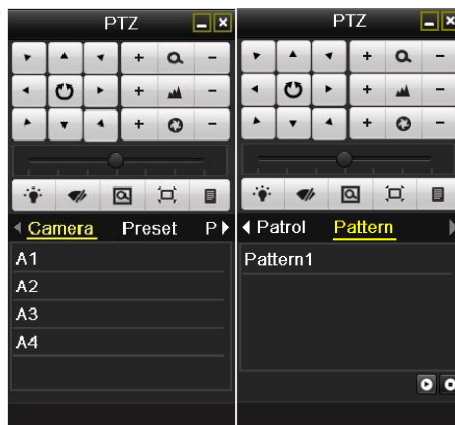 PTZ
Camera Preset P
A1
A2
A3
A4
PTZ
Patrol Pattern
Pattern1